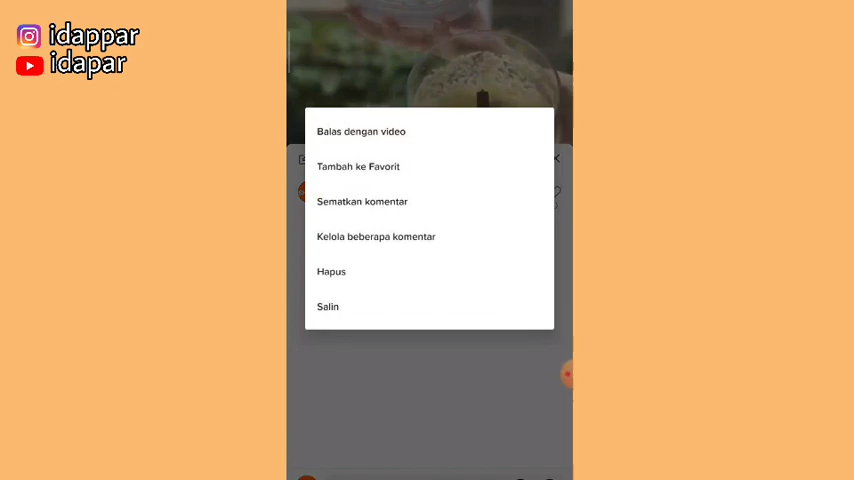 idappar
idapar
Balas dengan video
Tambah ke Favorit
Sematkan komentar
Kelola beberapa komentar
Hapus
Salin